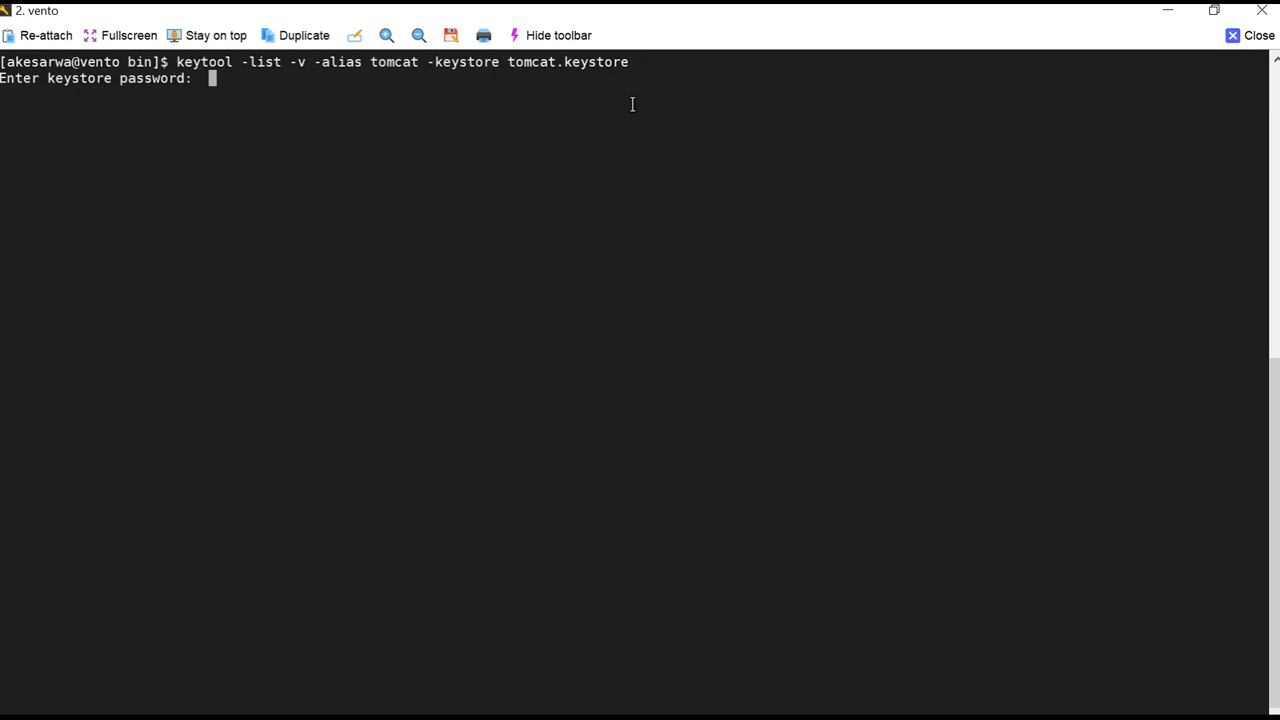 2. vento
Re-attach Fullscreen Stay on top Duplicate Hide toolbar Close
[akesarwa@vento bin]$ keytool -list -v -alias tomcat -keystore tomcat.keystore
Enter keystore password: